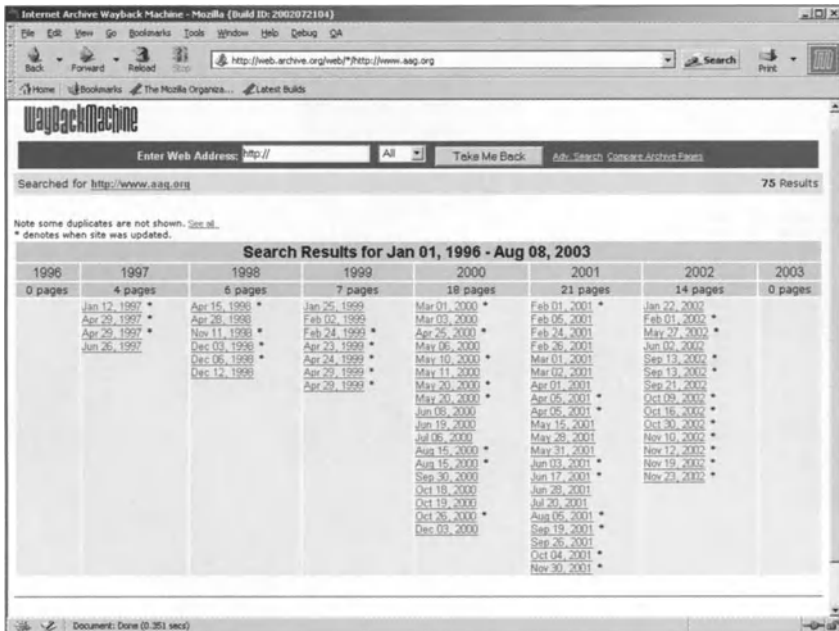 Internet Archive Wayback Machine - Mozilla {Build ID: 2002072104}
File Edit View Go Bookmarks Tools Window Help Debug QA
Back Forward Reload Stop http://web.archive.org/web/*/http://www.aag.org Search Print
Home Bookmarks The Mozilla Organiza... Latest Builds
WayBackMachine
Enter Web Address: http:// All Take Me Back Adv. Search Compare Archive Pages
Searched for http://www.aag.org 75 Results
Note some duplicates are not shown. See all.
* denotes when site was updated.
Search Results for Jan 01, 1996 - Aug 08, 2003
1996 1997 1998 1999 2000 2001 2002 2003
0 pages 4 pages 6 pages 7 pages 18 pages 21 pages 14 pages 0 pages
Jan 12, 1997 * Apr 15, 1998 * Jan 25, 1999 Mar 01, 2000 * Feb 01, 2001 * Jan 22, 2002
Apr 29, 1997 * Apr 28, 1998 Feb 02, 1999 Mar 03, 2000 Feb 05, 2001 Feb 01, 2002 *
Apr 29, 1997 * Nov 11, 1998 * Feb 24, 1999 * Apr 25, 2000 * Feb 24, 2001 May 27, 2002 *
Jun 26, 1997 Dec 03, 1998 * Apr 23, 1999 * May 06, 2000 Feb 26, 2001 Jun 02, 2002
Dec 06, 1998 * Apr 24, 1999 * May 10, 2000 * Mar 01, 2001 Sep 13, 2002 *
Dec 12, 1998 Apr 29, 1999 * May 11, 2000 Mar 02, 2001 Sep 13, 2002 *
Apr 29, 1999 * May 20, 2000 * Apr 01, 2001 Sep 21, 2002
May 20, 2000 * Apr 05, 2001 * Oct 09, 2002 *
Jun 08, 2000 Apr 05, 2001 * Oct 16, 2002 *
Jun 19, 2000 May 15, 2001 Oct 30, 2002 *
Jul 06, 2000 May 28, 2001 Nov 10, 2002 *
Aug 15, 2000 * May 31, 2001 Nov 12, 2002 *
Aug 15, 2000 * Jun 03, 2001 * Nov 19, 2002 *
Sep 30, 2000 Jun 17, 2001 * Nov 23, 2002 *
Oct 18, 2000 Jun 28, 2001
Oct 19, 2000 Jul 20, 2001
Oct 26, 2000 * Aug 05, 2001 *
Dec 03, 2000 Sep 19, 2001 *
Sep 26, 2001
Oct 04, 2001 *
Nov 30, 2001 *
Document: Done (0.351 secs)